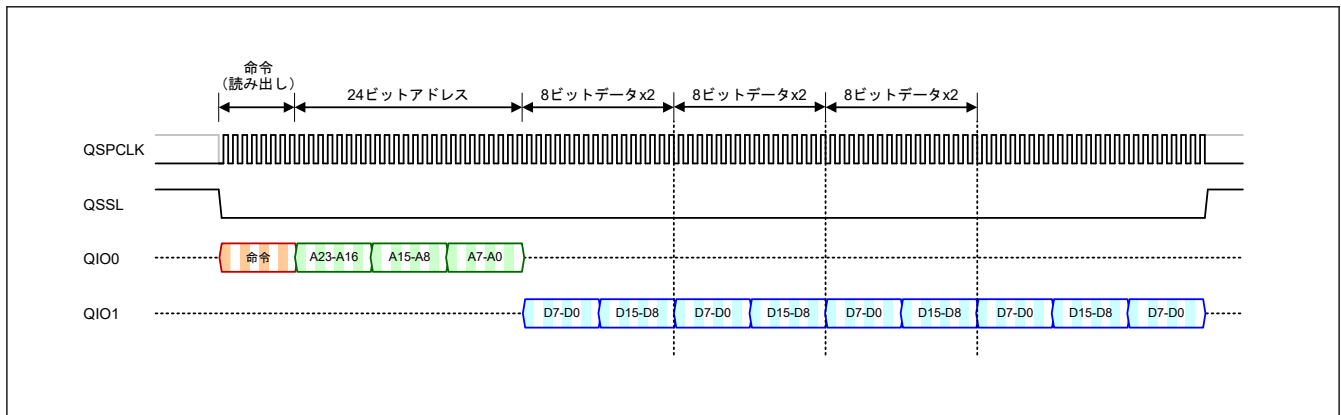 命令
(読み出し)
24ビットアドレス
8ビットデータx2
8ビットデータx2
8ビットデータx2
QSPCLK
QSSL
QIO0
命令
A23-A16
A15-A8
A7-A0
QIO1
D7-D0
D15-D8
D7-D0
D15-D8
D7-D0
D15-D8
D7-D0
D15-D8
D7-D0